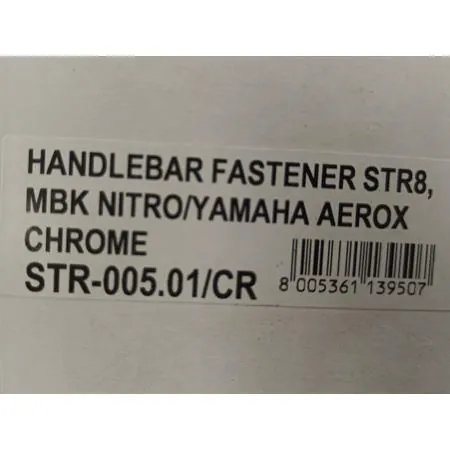 HANDLEBAR FASTENER STR8,
MBK NITRO/YAMAHA AEROX
CHROME
STR-005.01/CR
8 005361 139507